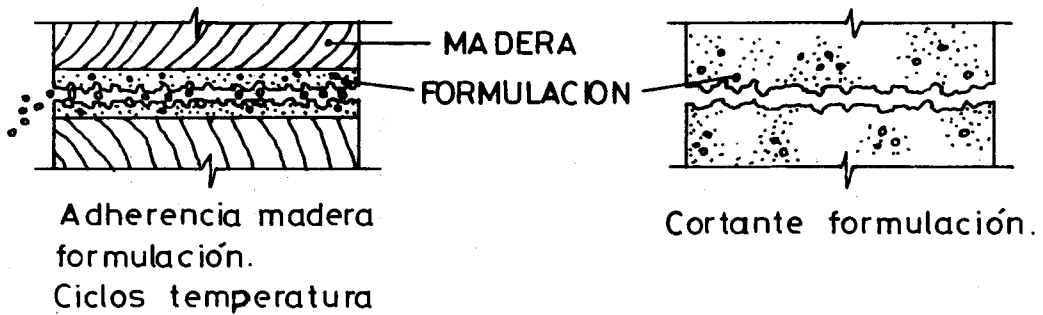 MADERA
FORMULACION
Adherencia madera
formulación.
Ciclos temperatura
Cortante formulación.